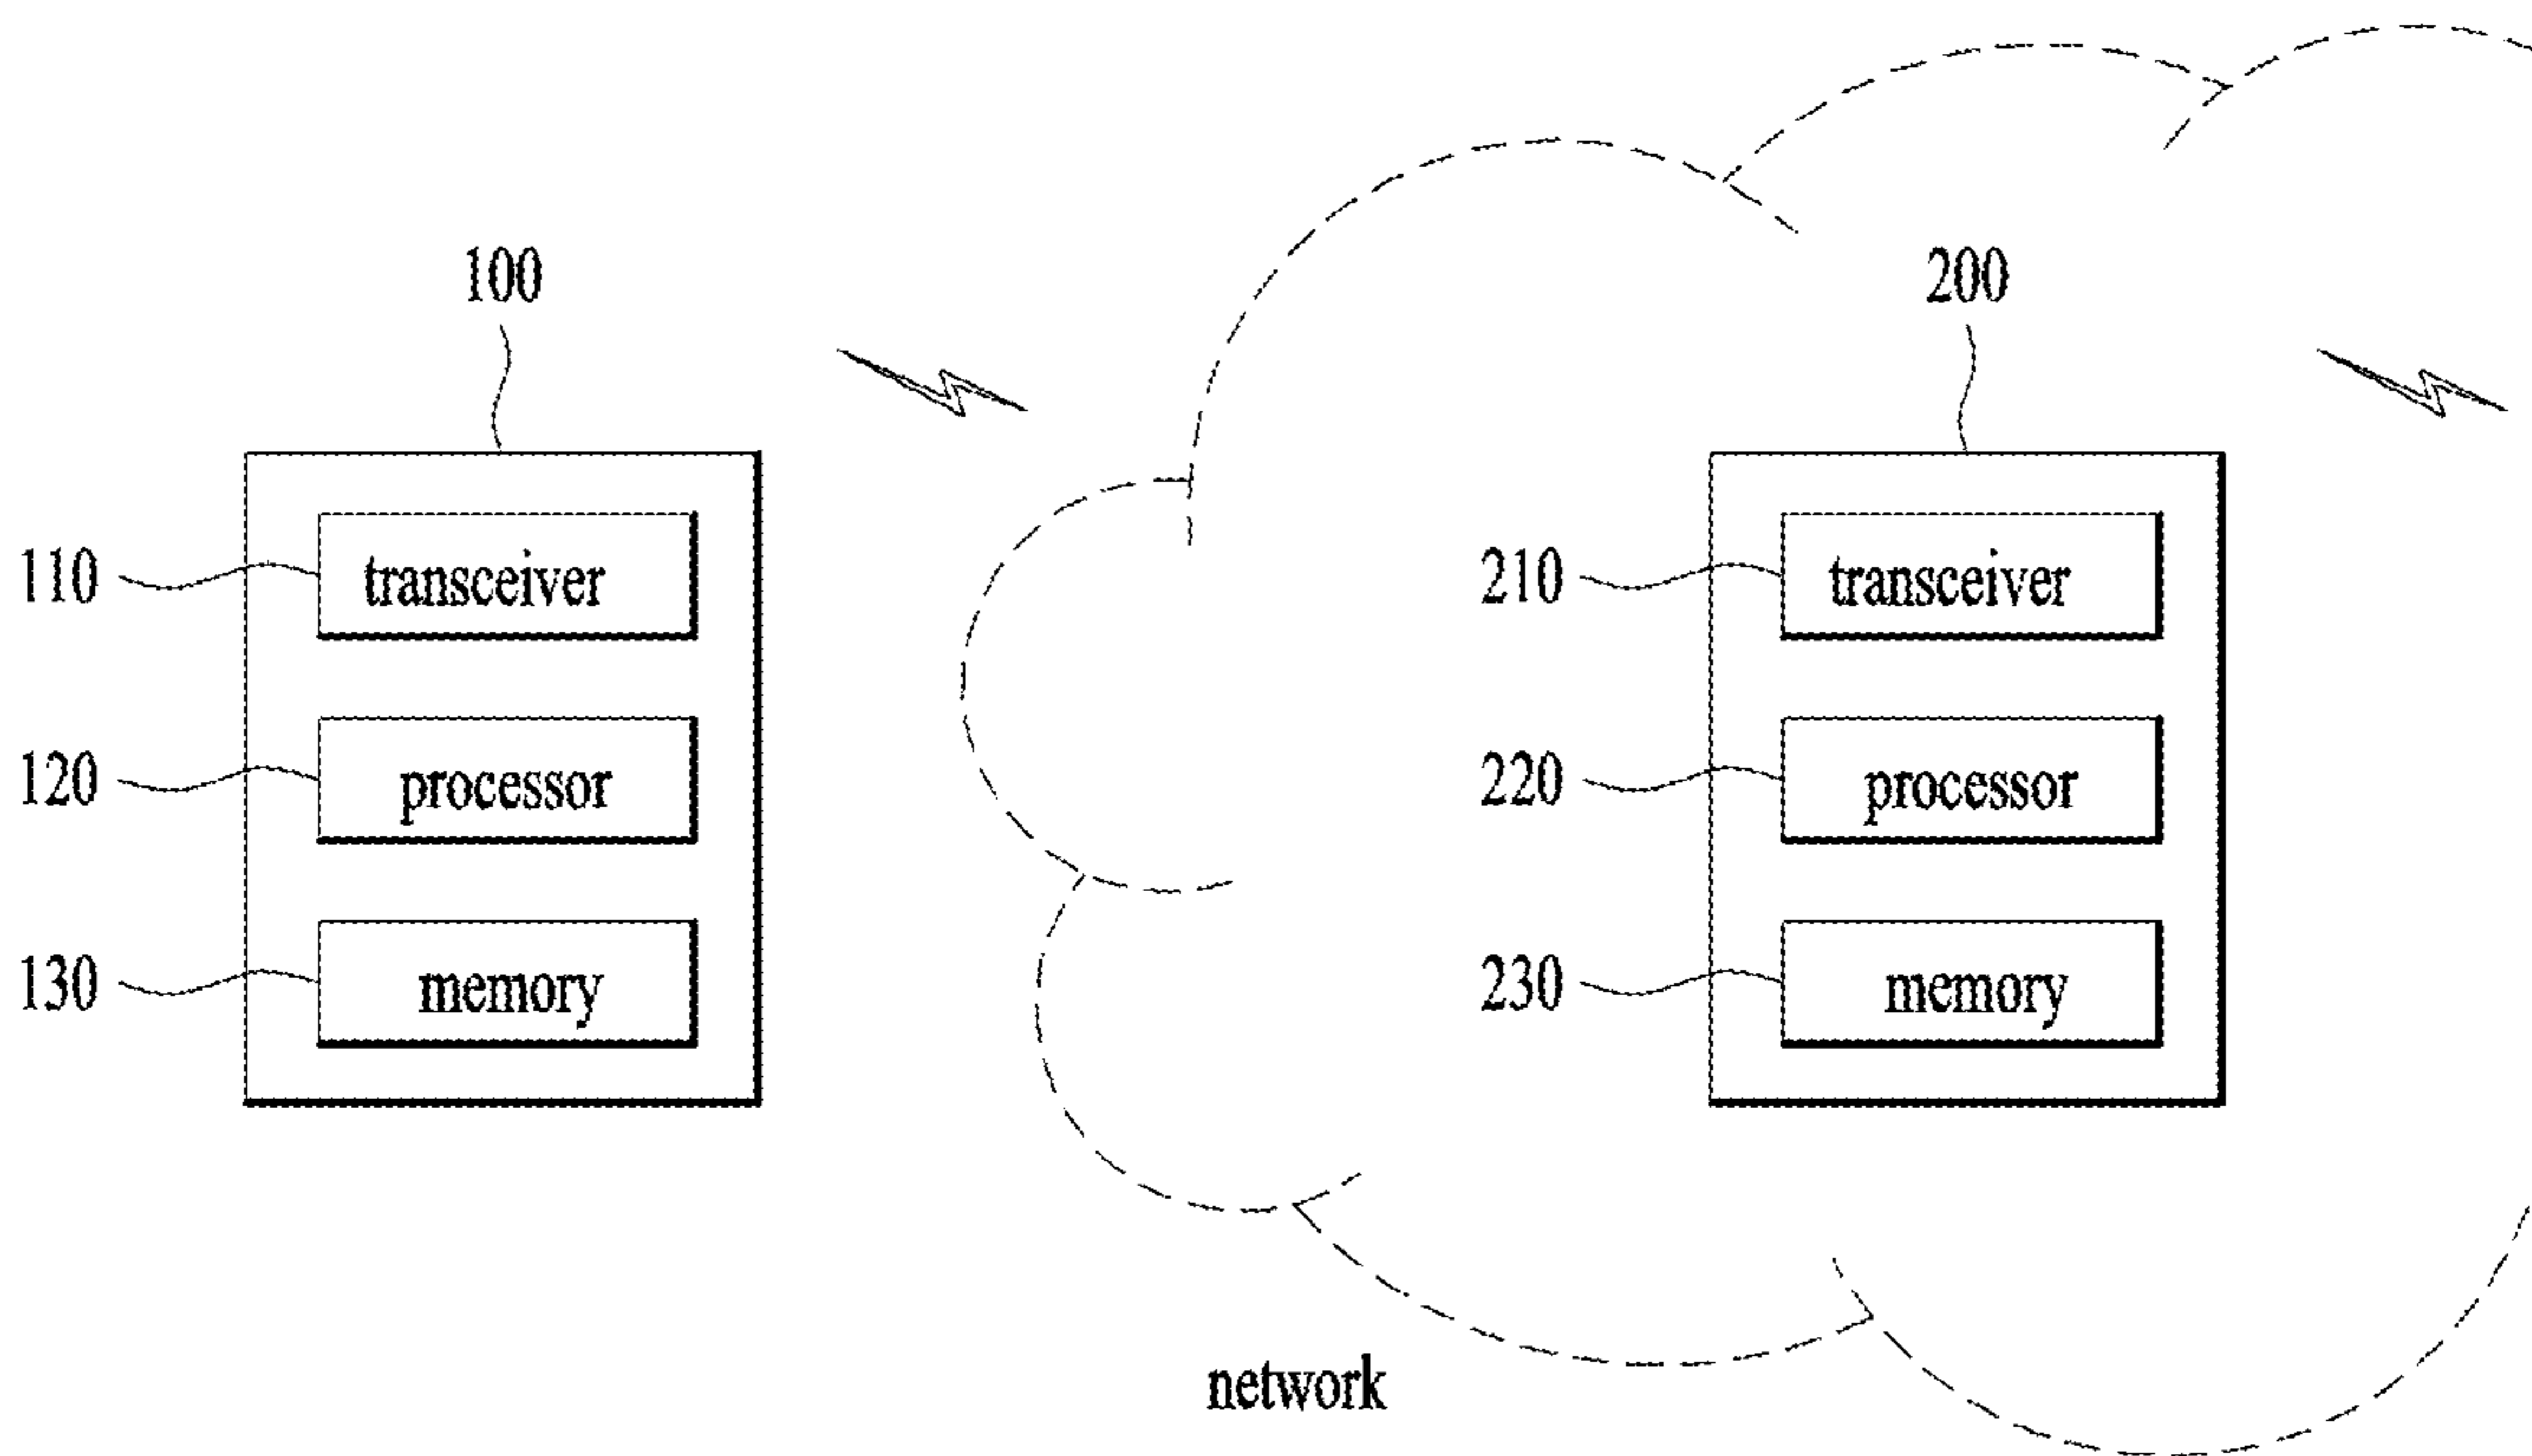 100
200
110
transceiver
210
transceiver
120
processor
220
processor
130
memory
230
memory
network